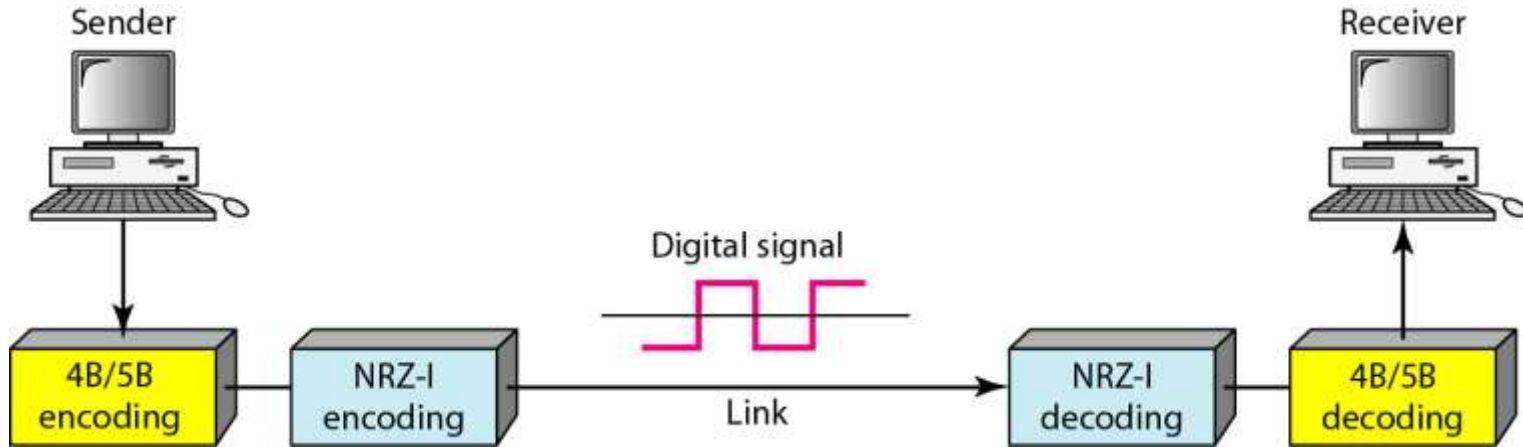 Sender
Receiver
Digital signal
4B/5B
encoding
NRZ-I
encoding
Link
NRZ-I
decoding
4B/5B
decoding